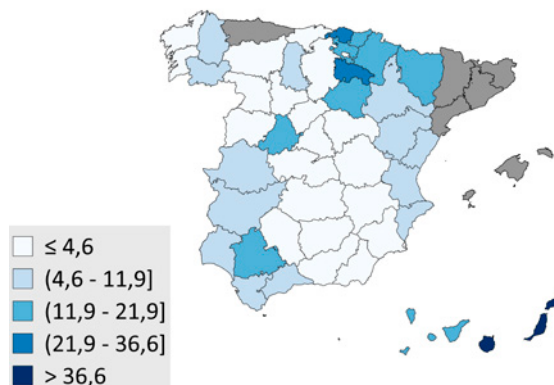 ≤ 4,6
(4,6 - 11,9]
(11,9 - 21,9]
(21,9 - 36,6]
> 36,6